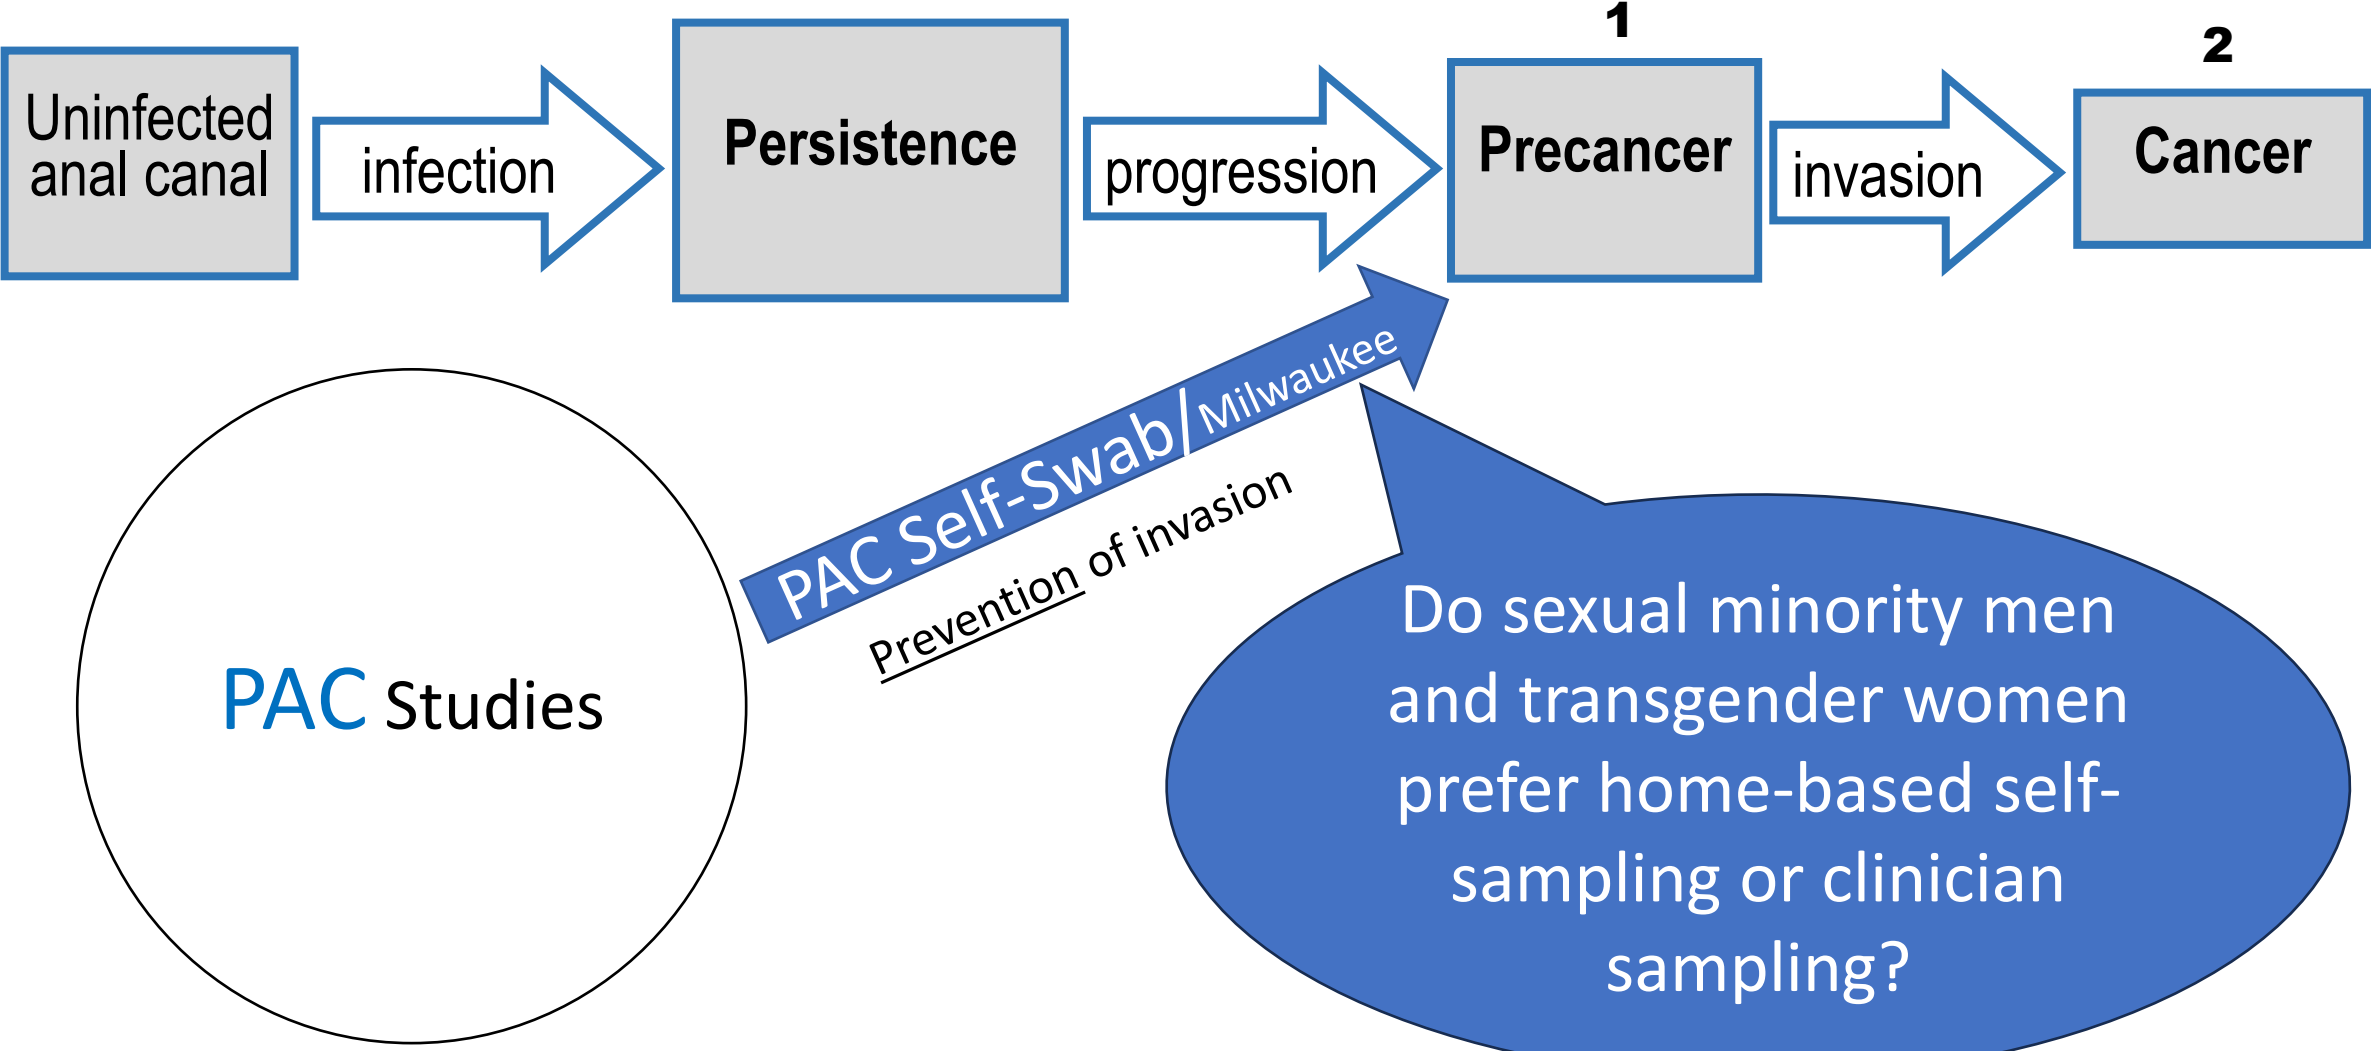 1
2
Uninfected
anal canal
infection
Persistence
progression
Precancer
invasion
Cancer
PAC Self-Swab/Milwaukee
Prevention of invasion
PAC Studies
Do sexual minority men
and transgender women
prefer home-based self-
sampling or clinician
sampling?